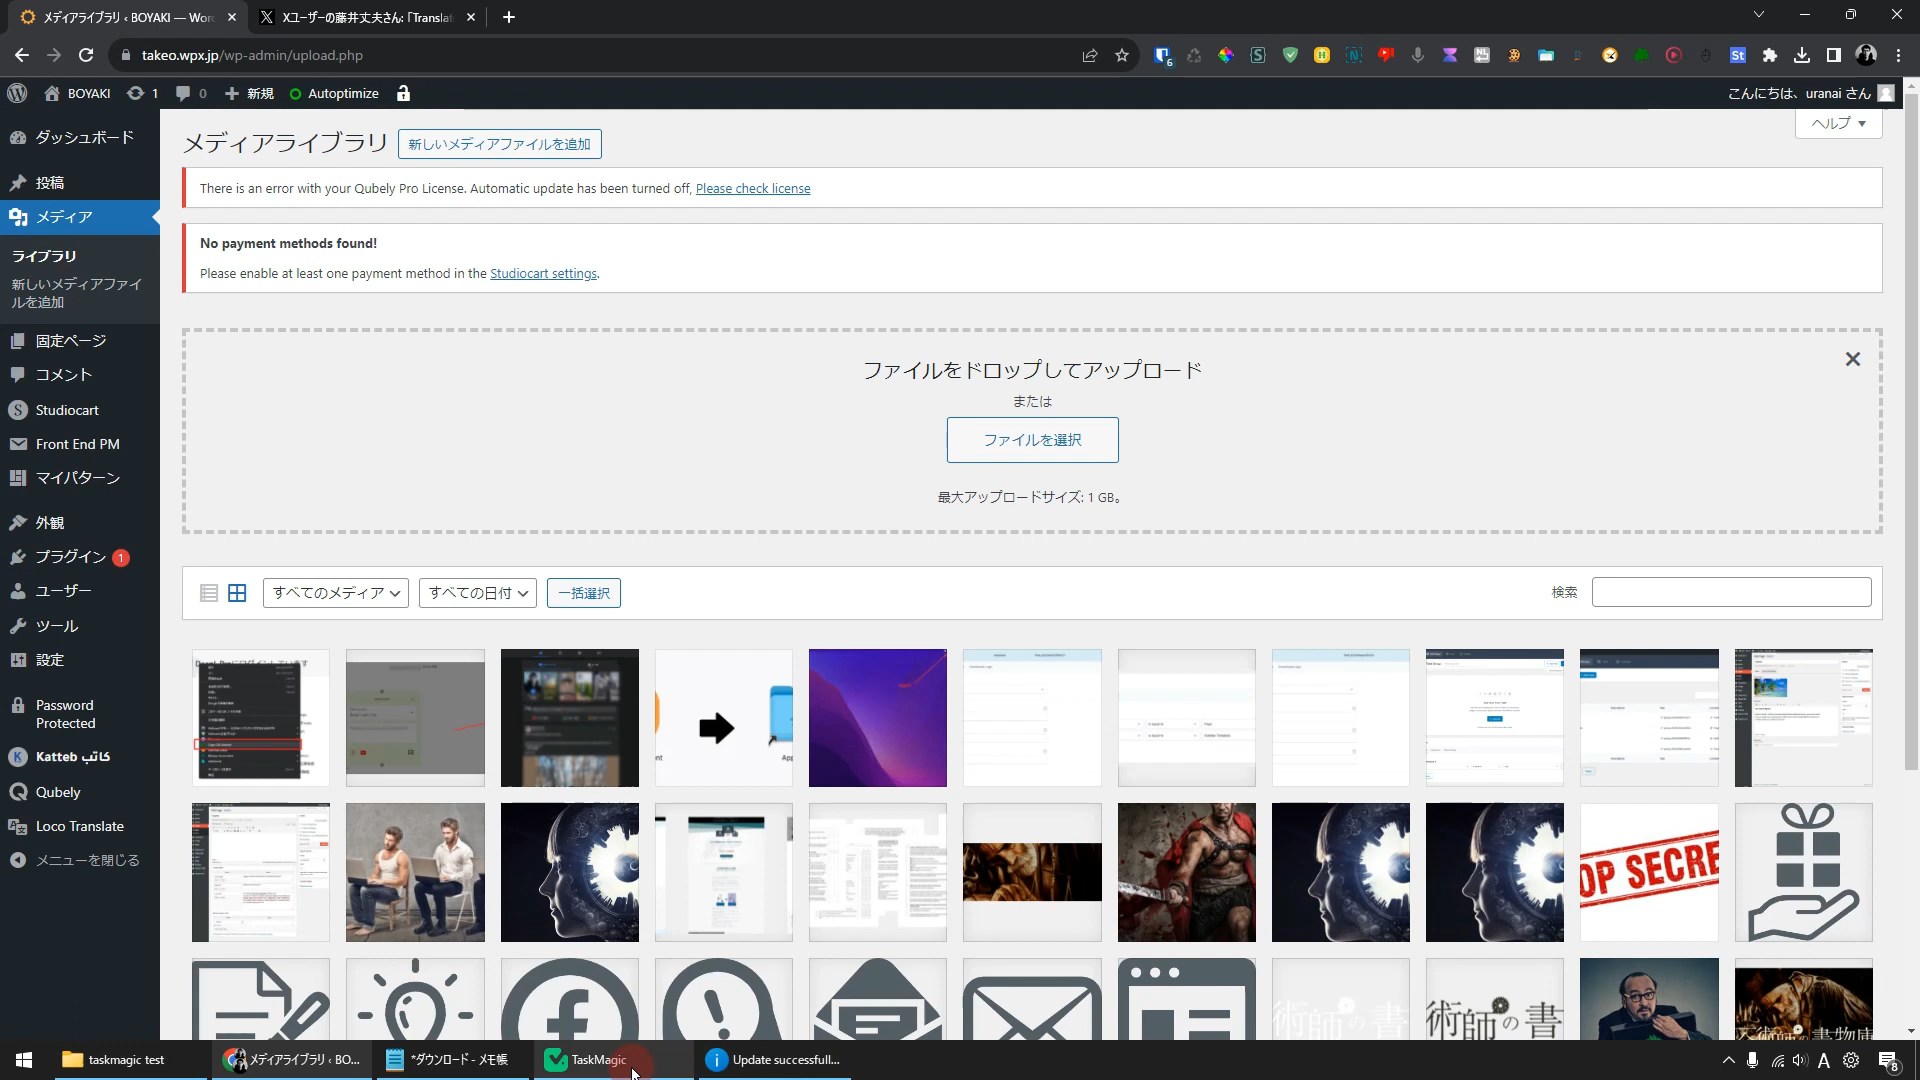 メディアライブラリ ‹ BOYAKI — Wor
Xユーザーの藤井丈夫さん:「Translat
takeo.wpx.jp/wp-admin/upload.php
BOYAKI
1
0
新規
Autoptimize
こんにちは、uranai さん
ダッシュボード
投稿
メディア
ライブラリ
新しいメディアファイルを追加
固定ページ
コメント
Studiocart
Front End PM
マイパターン
外観
プラグイン 1
ユーザー
ツール
設定
Password Protected
Katteb كاتب
Qubely
Loco Translate
メニューを閉じる
メディアライブラリ
新しいメディアファイルを追加
ヘルプ
There is an error with your Qubely Pro License. Automatic update has been turned off, Please check license
No payment methods found!
Please enable at least one payment method in the Studiocart settings.
ファイルをドロップしてアップロード
または
ファイルを選択
最大アップロードサイズ: 1 GB。
すべてのメディア
すべての日付
一括選択
検索
OP SECRE
術師の書
術師の書
術師の書物庫
taskmagic test
メディアライブラリ ‹ BO...
*ダウンロード - メモ帳
TaskMagic
Update successfull...
A
8